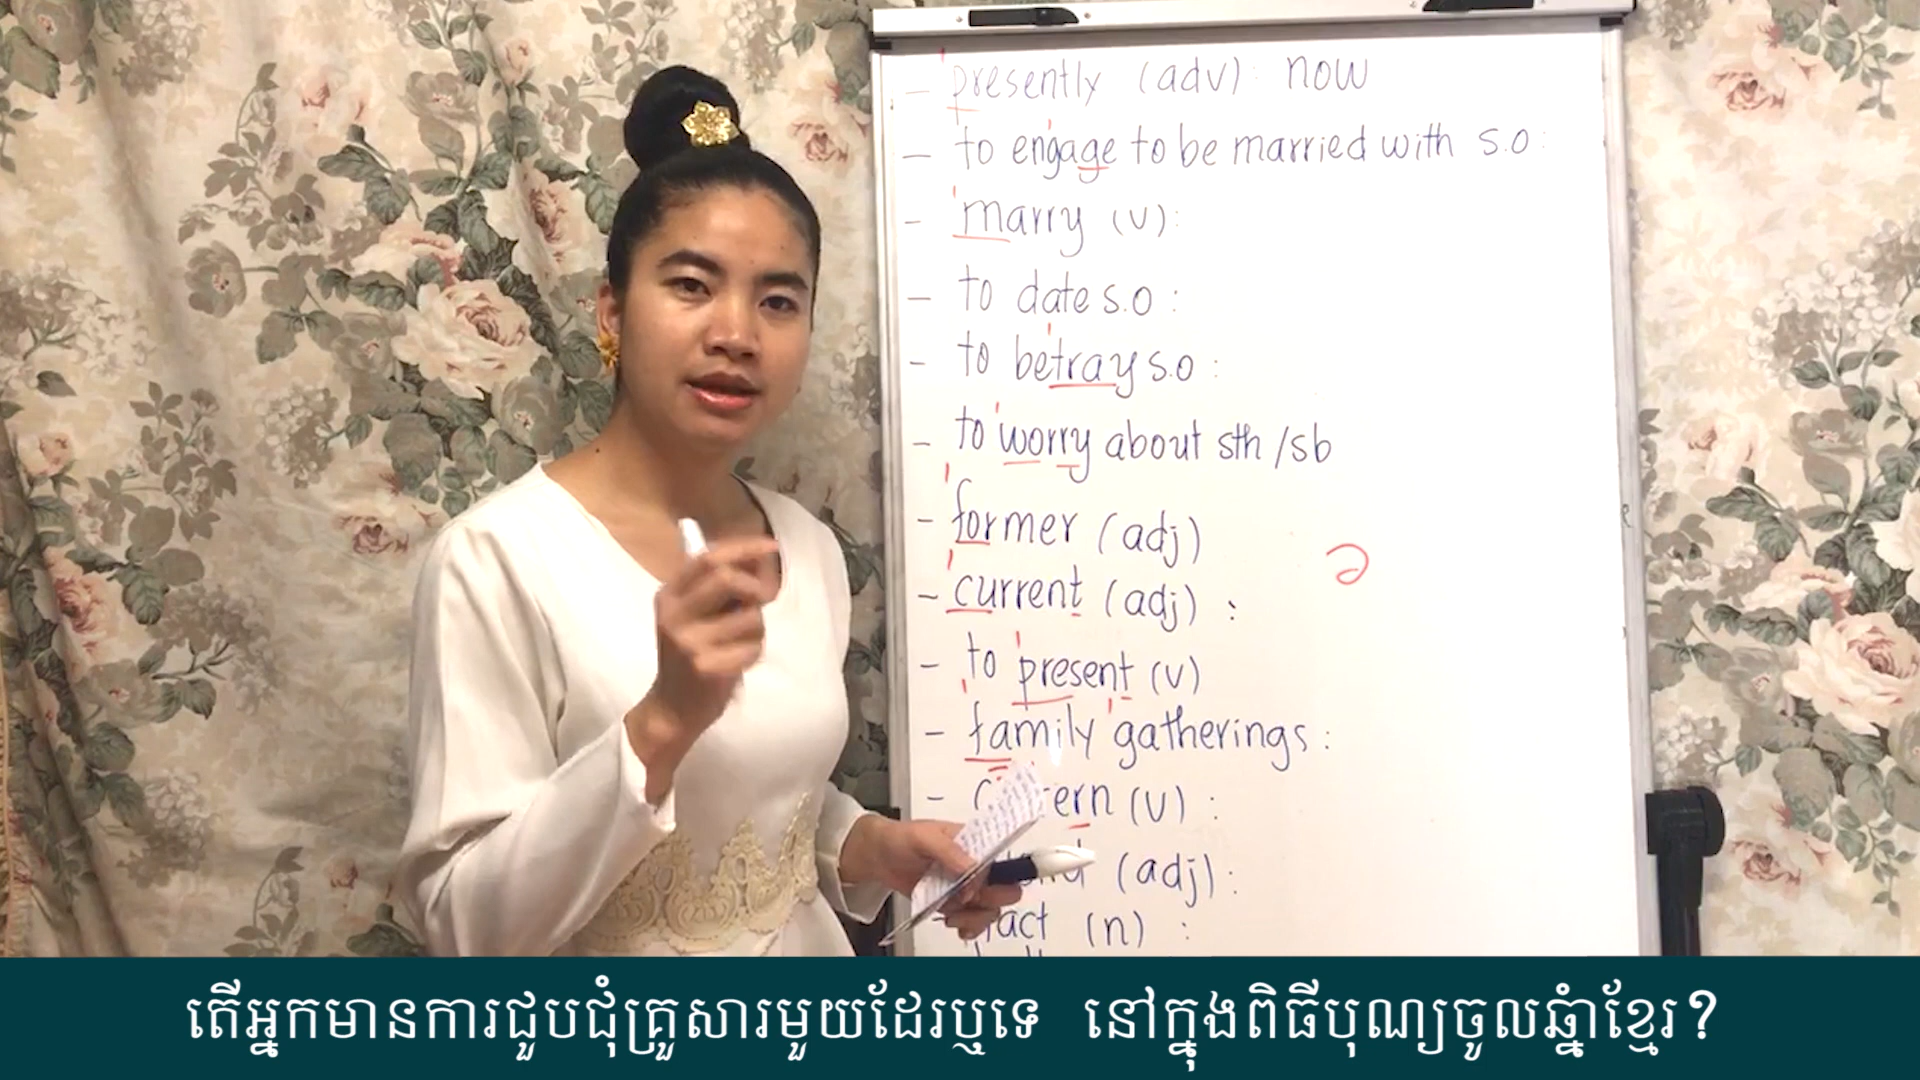 - presently (adv): now
- to engage to be married with s.o:
- marry (v):
- to date s.o :
- to betray s.o :
- to worry about sth /sb
- former (adj)
- current (adj) :
- to present (v)
- family gatherings :
- (v) :
(adj) :
(n) :
តើអ្នកមានការជួបជុំគ្រួសារមួយដែរឬទេ នៅក្នុងពិធីបុណ្យចូលឆ្នាំខ្មែរ?